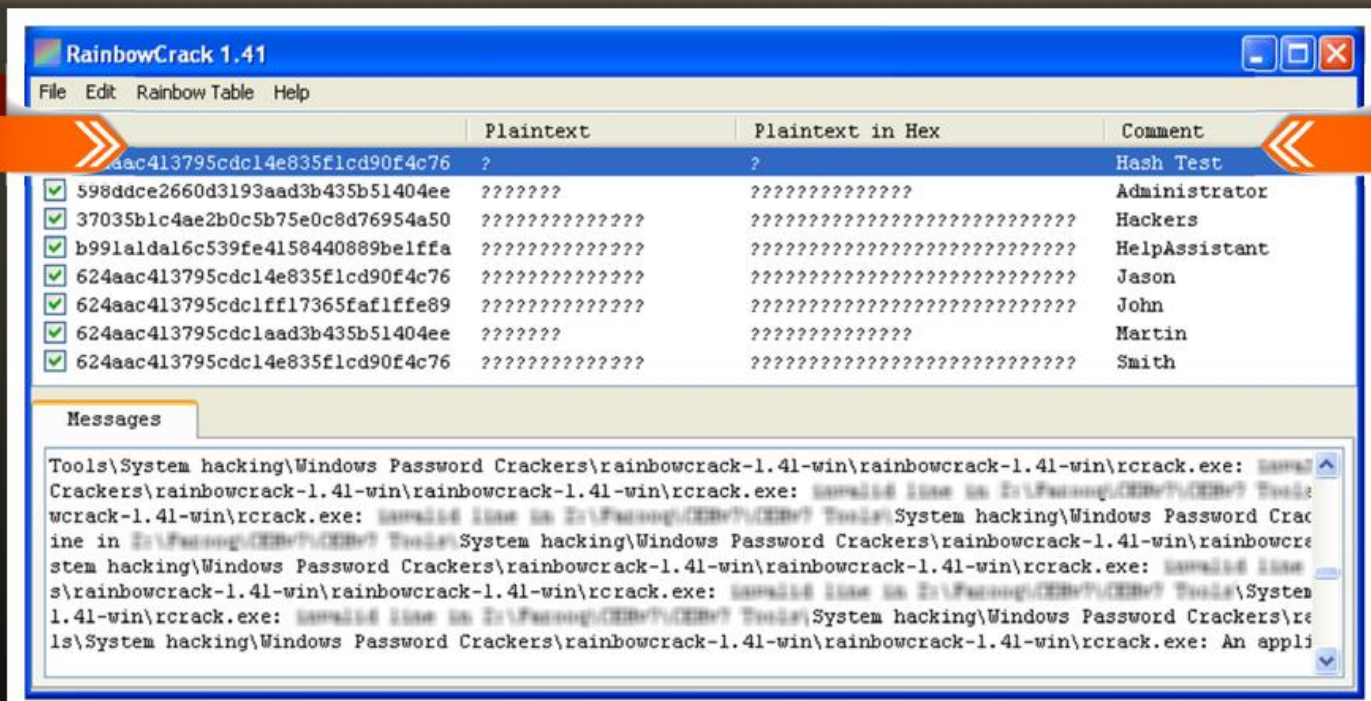 RainbowCrack 1.41
File Edit Rainbow Table Help
Plaintext Plaintext in Hex Comment
aac413795cdc14e835f1cd90f4c76 ? ? Hash Test
598ddce2660d3193aad3b435b51404ee ??????? ?????????????? Administrator
37035b1c4ae2b0c5b75e0c8d76954a50 ?????????????? ???????????????????????????? Hackers
b991a1da16c539fe4158440889be1ffa ?????????????? ???????????????????????????? HelpAssistant
624aac413795cdc14e835f1cd90f4c76 ?????????????? ???????????????????????????? Jason
624aac413795cdc1ff17365faf1ffe89 ?????????????? ???????????????????????????? John
624aac413795cdc1aad3b435b51404ee ??????? ?????????????? Martin
624aac413795cdc14e835f1cd90f4c76 ?????????????? ???????????????????????????? Smith
Messages
Tools\System hacking\Windows Password Crackers\rainbowcrack-1.41-win\rainbowcrack-1.41-win\rcrack.exe:
Crackers\rainbowcrack-1.41-win\rainbowcrack-1.41-win\rcrack.exe:
wcrack-1.41-win\rcrack.exe: System hacking\Windows Password Crac
ine in System hacking\Windows Password Crackers\rainbowcrack-1.41-win\rainbowcra
stem hacking\Windows Password Crackers\rainbowcrack-1.41-win\rainbowcrack-1.41-win\rcrack.exe:
s\rainbowcrack-1.41-win\rainbowcrack-1.41-win\rcrack.exe: \System
1.41-win\rcrack.exe: System hacking\Windows Password Crackers\ra
ls\System hacking\Windows Password Crackers\rainbowcrack-1.41-win\rainbowcrack-1.41-win\rcrack.exe: An appli